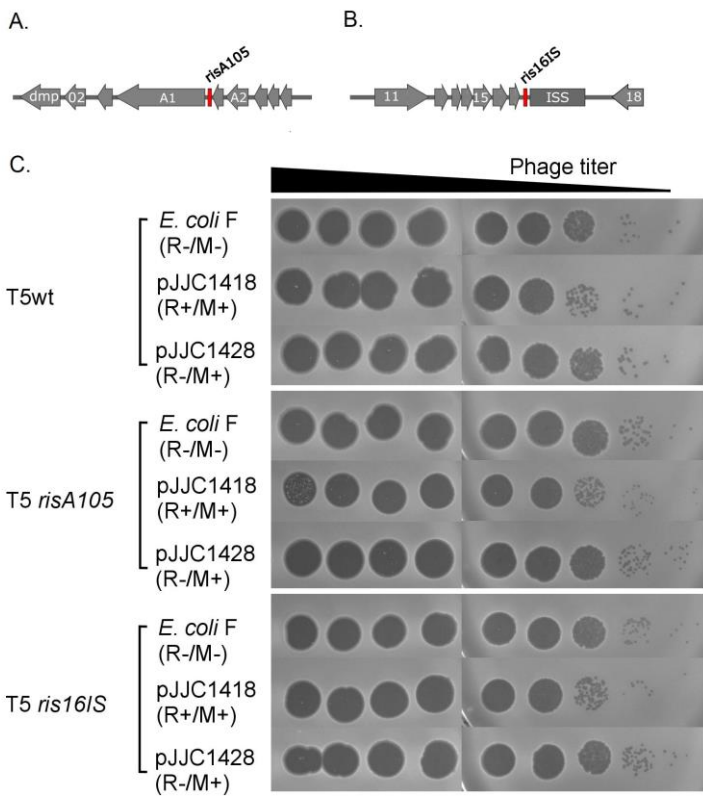 A.
risA105
dmp 02 A1 A2
B.
ris16IS
11 15 ISS 18
C.
Phage titer
T5wt
E. coli F
(R-/M-)
pJJC1418
(R+/M+)
pJJC1428
(R-/M+)
T5 risA105
E. coli F
(R-/M-)
pJJC1418
(R+/M+)
pJJC1428
(R-/M+)
T5 ris16IS
E. coli F
(R-/M-)
pJJC1418
(R+/M+)
pJJC1428
(R-/M+)